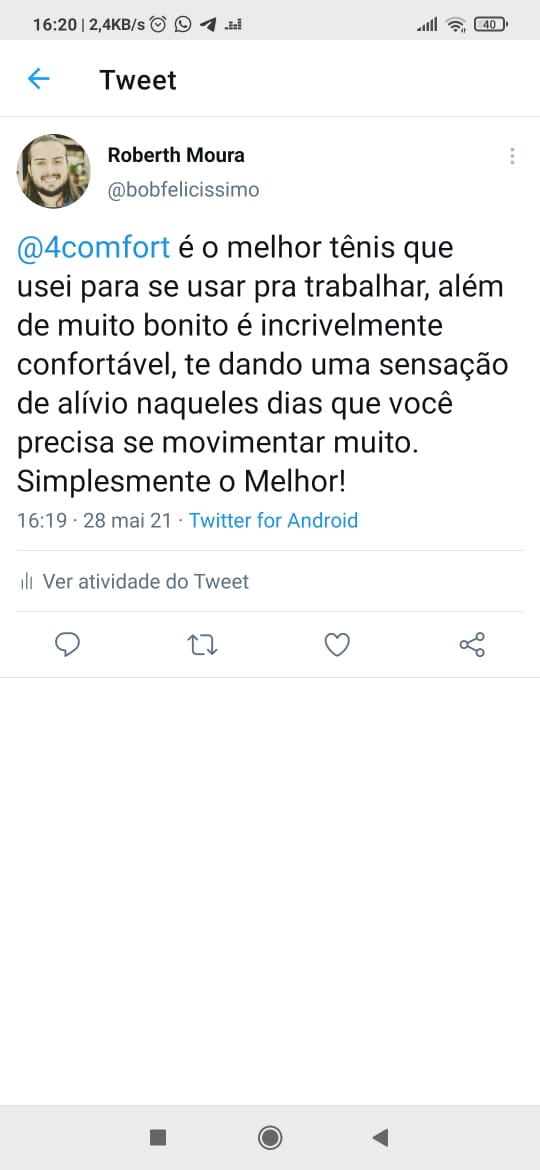 16:20 | 2,4KB/s
40
Tweet
Roberth Moura
@bobfelicissimo
@4comfort é o melhor tênis que
usei para se usar pra trabalhar, além
de muito bonito é incrivelmente
confortável, te dando uma sensação
de alívio naqueles dias que você
precisa se movimentar muito.
Simplesmente o Melhor!
16:19 · 28 mai 21 · Twitter for Android
Ver atividade do Tweet